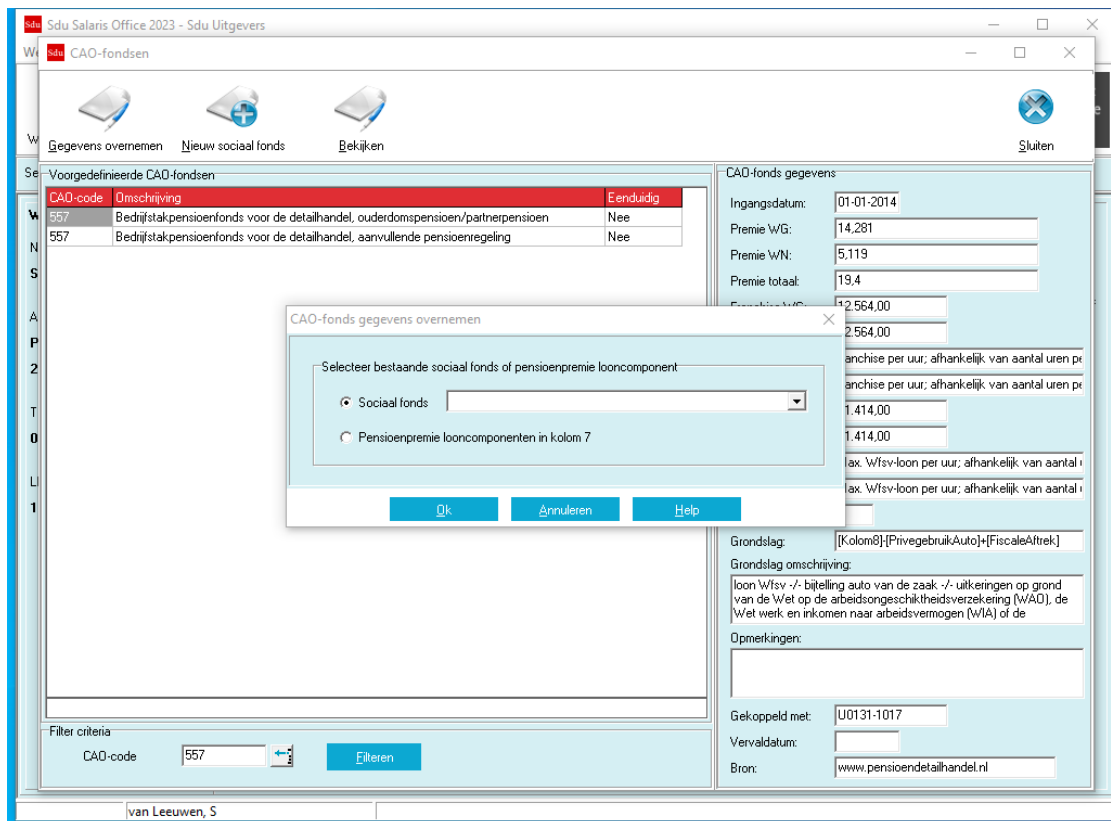 Sdu Sdu Salaris Office 2023 - Sdu Uitgevers
Sdu CAO-fondsen
Gegevens overnemen Nieuw sociaal fonds Bekijken Sluiten
Voorgedefinieerde CAO-fondsen
CAO-code Omschrijving Eenduidig
557 Bedrijfstakpensioenfonds voor de detailhandel, ouderdomspensioen/partnerpensioen Nee
557 Bedrijfstakpensioenfonds voor de detailhandel, aanvullende pensioenregeling Nee
CAO-fonds gegevens
Ingangsdatum: 01-01-2014
Premie WG: 14,281
Premie WN: 5,119
Premie totaal: 19,4
2.564,00
2.564,00
anchise per uur; afhankelijk van aantal uren pe
anchise per uur; afhankelijk van aantal uren pe
1.414,00
1.414,00
ax. Wfsv-loon per uur; afhankelijk van aantal
ax. Wfsv-loon per uur; afhankelijk van aantal
Grondslag: [Kolom8]-[PrivegebruikAuto]+[FiscaleAftrek]
Grondslag omschrijving:
loon Wfsv -/- bijtelling auto van de zaak -/- uitkeringen op grond
van de Wet op de arbeidsongeschiktheidsverzekering (WAO), de
Wet werk en inkomen naar arbeidsvermogen (WIA) of de
Opmerkingen:
Gekoppeld met: U0131-1017
Vervaldatum:
Bron: www.pensioendetailhandel.nl
CAO-fonds gegevens overnemen
Selecteer bestaande sociaal fonds of pensioenpremie looncomponent
Sociaal fonds
Pensioenpremie looncomponenten in kolom 7
Ok Annuleren Help
Filter criteria
CAO-code 557 Filteren
van Leeuwen, S